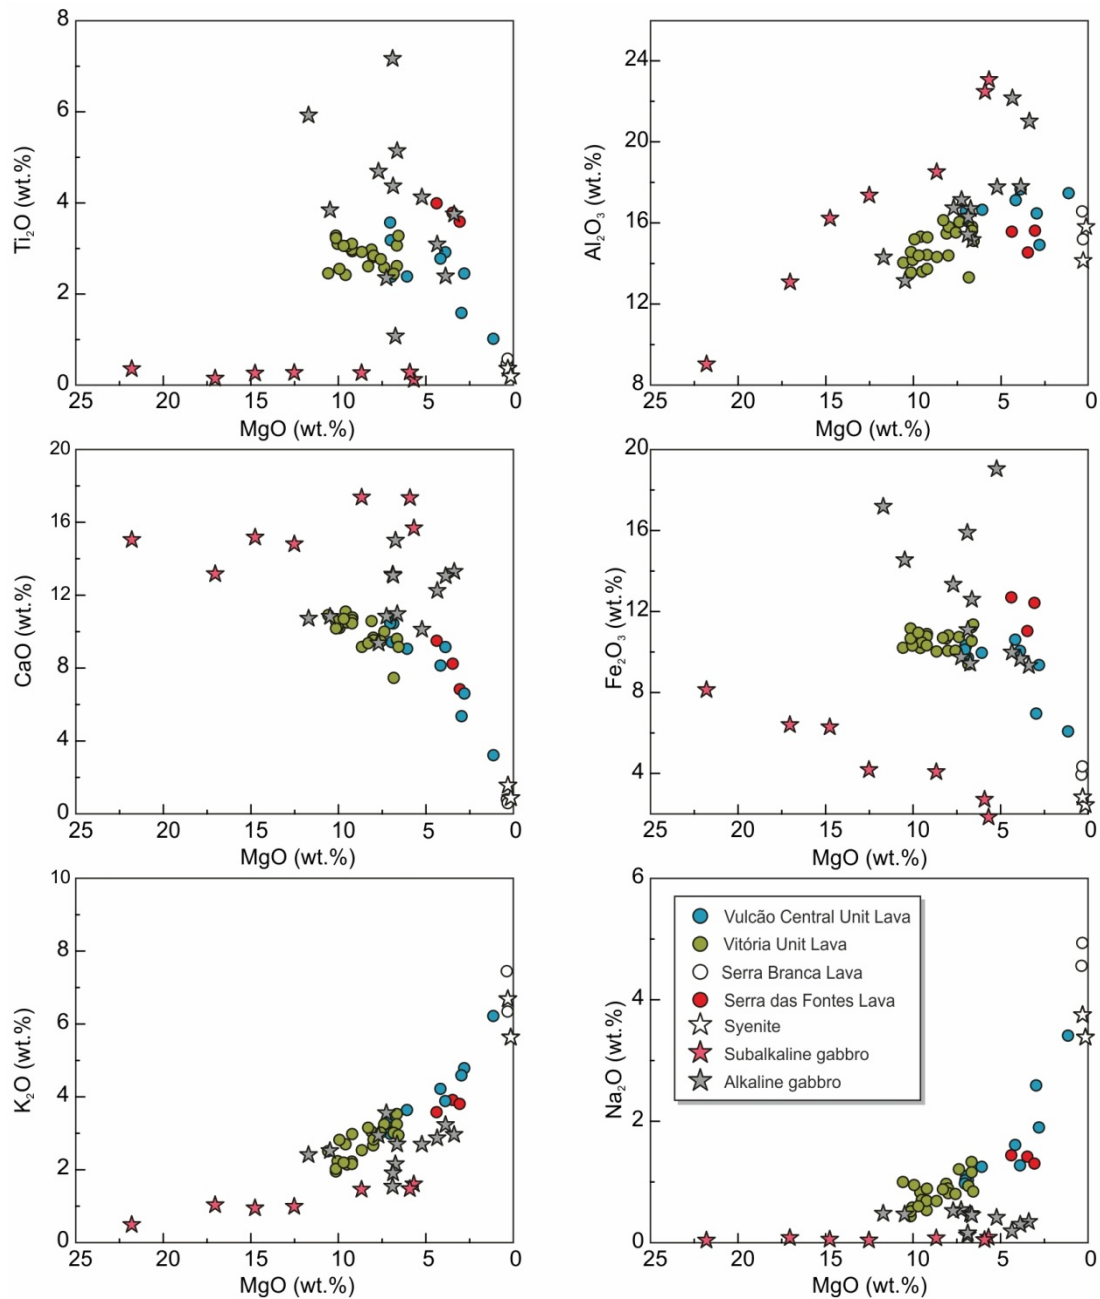 8
6
4
2
0
Ti₂O (wt.%)
25 20 15 10 5 0
MgO (wt.%)
24
20
16
12
8
Al₂O₃ (wt.%)
25 20 15 10 5 0
MgO (wt.%)
20
16
12
8
4
0
CaO (wt.%)
25 20 15 10 5 0
MgO (wt.%)
20
16
12
8
4
Fe₂O₃ (wt.%)
25 20 15 10 5 0
MgO (wt.%)
10
8
6
4
2
0
K₂O (wt.%)
25 20 15 10 5 0
MgO (wt.%)
6
4
2
0
Na₂O (wt.%)
25 20 15 10 5 0
MgO (wt.%)
Vulcão Central Unit Lava
Vitória Unit Lava
Serra Branca Lava
Serra das Fontes Lava
Syenite
Subalkaline gabbro
Alkaline gabbro